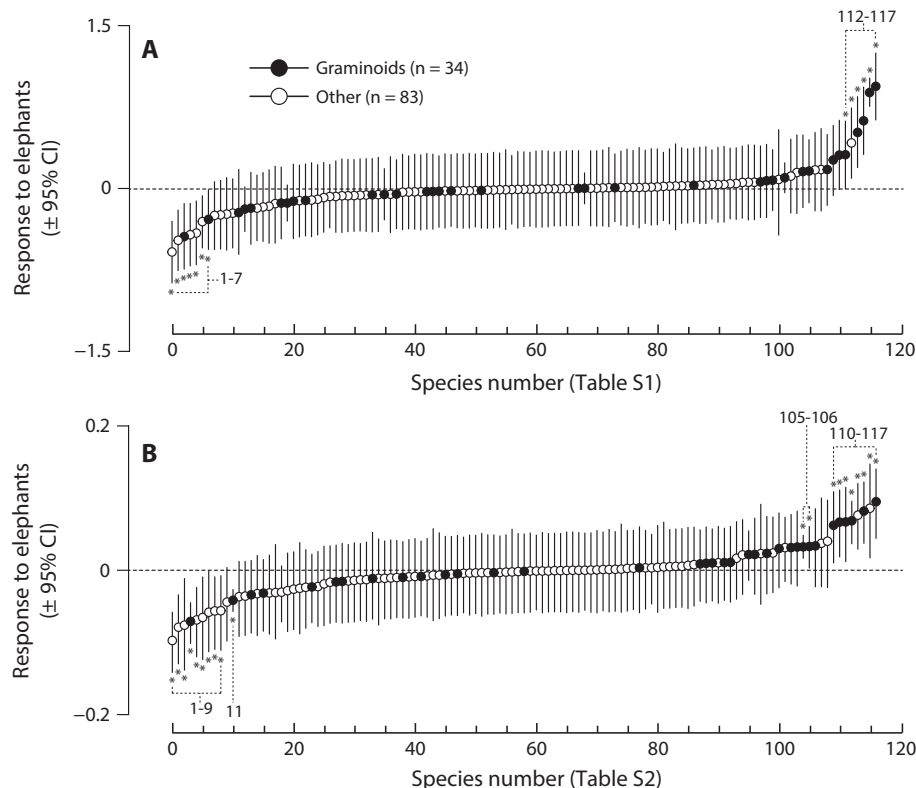 1.5
112-117
A
Graminoids (n = 34)
Other (n = 83)
Response to elephants
(± 95% CI)
0
1-7
−1.5
0 20 40 60 80 100 120
Species number (Table S1)
0.2
105-106
110-117
B
Response to elephants
(± 95% CI)
0
1-9
11
−0.2
0 20 40 60 80 100 120
Species number (Table S2)